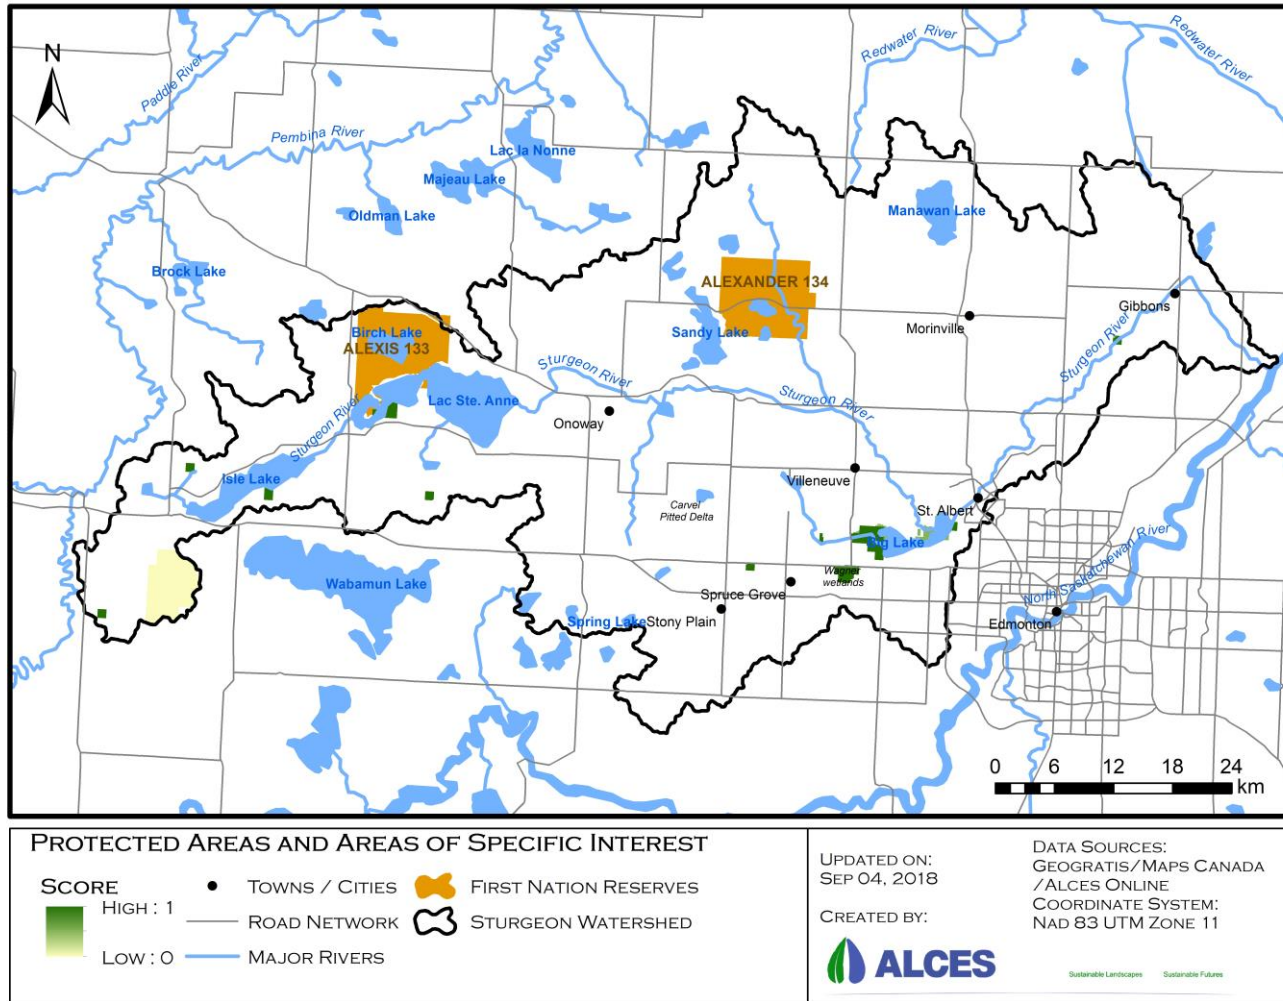 N
Paddle River
Pembina River
Redwater River
Redwater River
Lac la Nonne
Majeau Lake
Oldman Lake
Manawan Lake
Brock Lake
ALEXANDER 134
Gibbons
Morinville
Birch Lake
Sandy Lake
ALEXIS 133
Sturgeon River
Sturgeon River
Sturgeon River
Lac Ste. Anne
Sturgeon River
Onoway
Isle Lake
Villeneuve
Carvel
Pitted Delta
St. Albert
Big Lake
Wagner
wetlands
Wabamun Lake
Spruce Grove
North Saskatchewan River
Spring Lake
Stony Plain
Edmonton
0 6 12 18 24
km
PROTECTED AREAS AND AREAS OF SPECIFIC INTEREST
SCORE
HIGH : 1
LOW : 0
TOWNS / CITIES
ROAD NETWORK
MAJOR RIVERS
FIRST NATION RESERVES
STURGEON WATERSHED
UPDATED ON:
SEP 04, 2018
CREATED BY:
ALCES
DATA SOURCES:
GEOGRATIS/MAPS CANADA
/ALCES ONLINE
COORDINATE SYSTEM:
NAD 83 UTM ZONE 11
Sustainable Landscapes Sustainable Futures